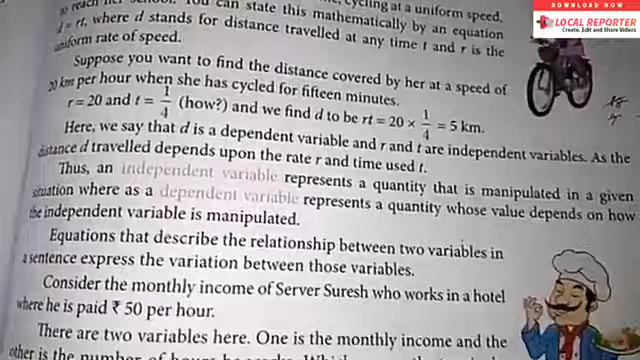 DOWNLOAD NOW
LOCAL REPORTER
Create, Edit and Share Videos
cycling at a uniform speed,
to reach her school. You can state this mathematically by an equation
d = rt, where d stands for distance travelled at any time t and r is the
uniform rate of speed.
Suppose you want to find the distance covered by her at a speed of
20 km per hour when she has cycled for fifteen minutes.
r = 20 and t = 1/4 (how?) and we find d to be rt = 20 × 1/4 = 5 km.
Here, we say that d is a dependent variable and r and t are independent variables. As the
distance d travelled depends upon the rate r and time used t.
Thus, an independent variable represents a quantity that is manipulated in a given
situation where as a dependent variable represents a quantity whose value depends on how
the independent variable is manipulated.
Equations that describe the relationship between two variables in
a sentence express the variation between those variables.
Consider the monthly income of Server Suresh who works in a hotel
where he is paid ₹ 50 per hour.
There are two variables here. One is the monthly income and the
other is the number of hours he works.